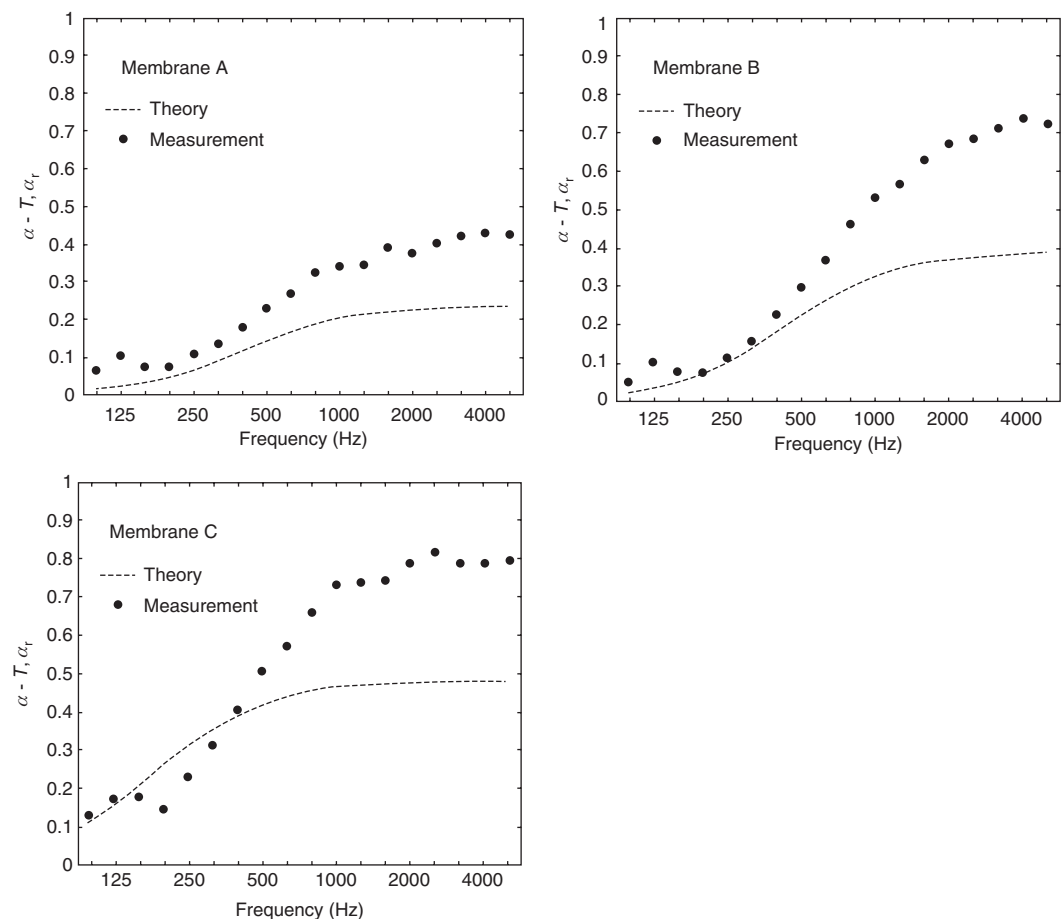 1
0.9
0.8
0.7
0.6
0.5
0.4
0.3
0.2
0.1
0
α - T, αr
Membrane A
Theory
Measurement
125 250 500 1000 2000 4000
Frequency (Hz)
1
0.9
0.8
0.7
0.6
0.5
0.4
0.3
0.2
0.1
0
α - T, αr
Membrane B
Theory
Measurement
125 250 500 1000 2000 4000
Frequency (Hz)
1
0.9
0.8
0.7
0.6
0.5
0.4
0.3
0.2
0.1
0
α - T, αr
Membrane C
Theory
Measurement
125 250 500 1000 2000 4000
Frequency (Hz)